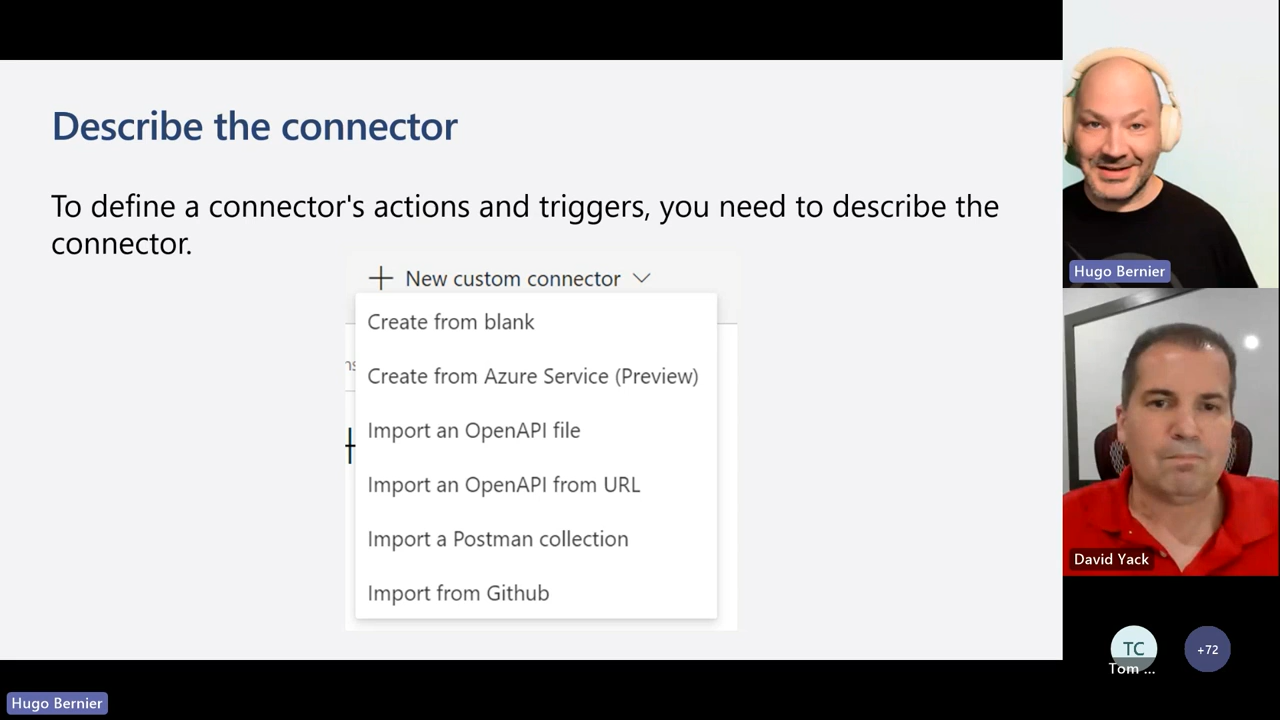 Describe the connector
To define a connector's actions and triggers, you need to describe the
connector.
New custom connector
Create from blank
Create from Azure Service (Preview)
Import an OpenAPI file
Import an OpenAPI from URL
Import a Postman collection
Import from Github
Hugo Bernier
David Yack
TC
Tom ...
+72
Hugo Bernier